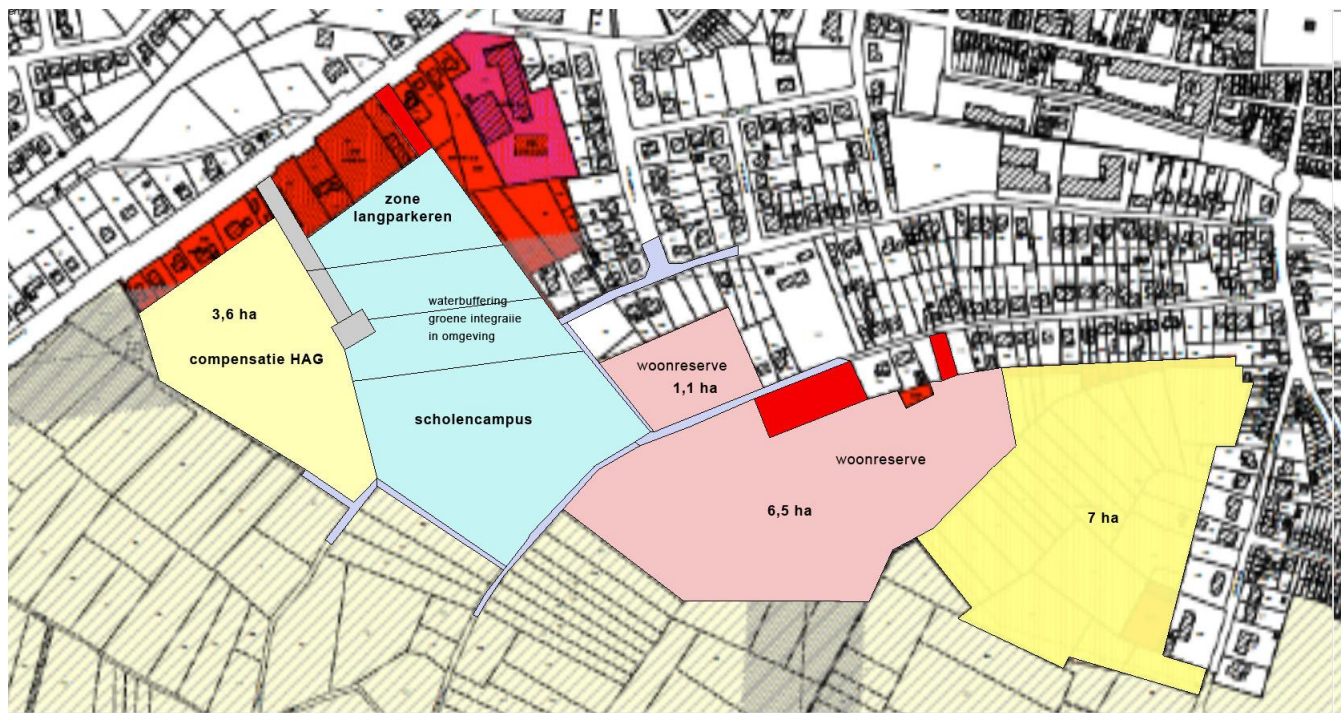 zone
langparkeren
3,6 ha
compensatie HAG
waterbuffering
groene integraiie
in omgeving
scholencampus
woonreserve
1,1 ha
woonreserve
6,5 ha
7 ha